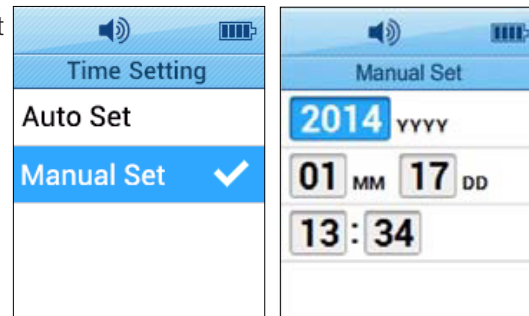 t
Time Setting
Auto Set
Manual Set
Manual Set
2014 YYYY
01 MM 17 DD
13 : 34